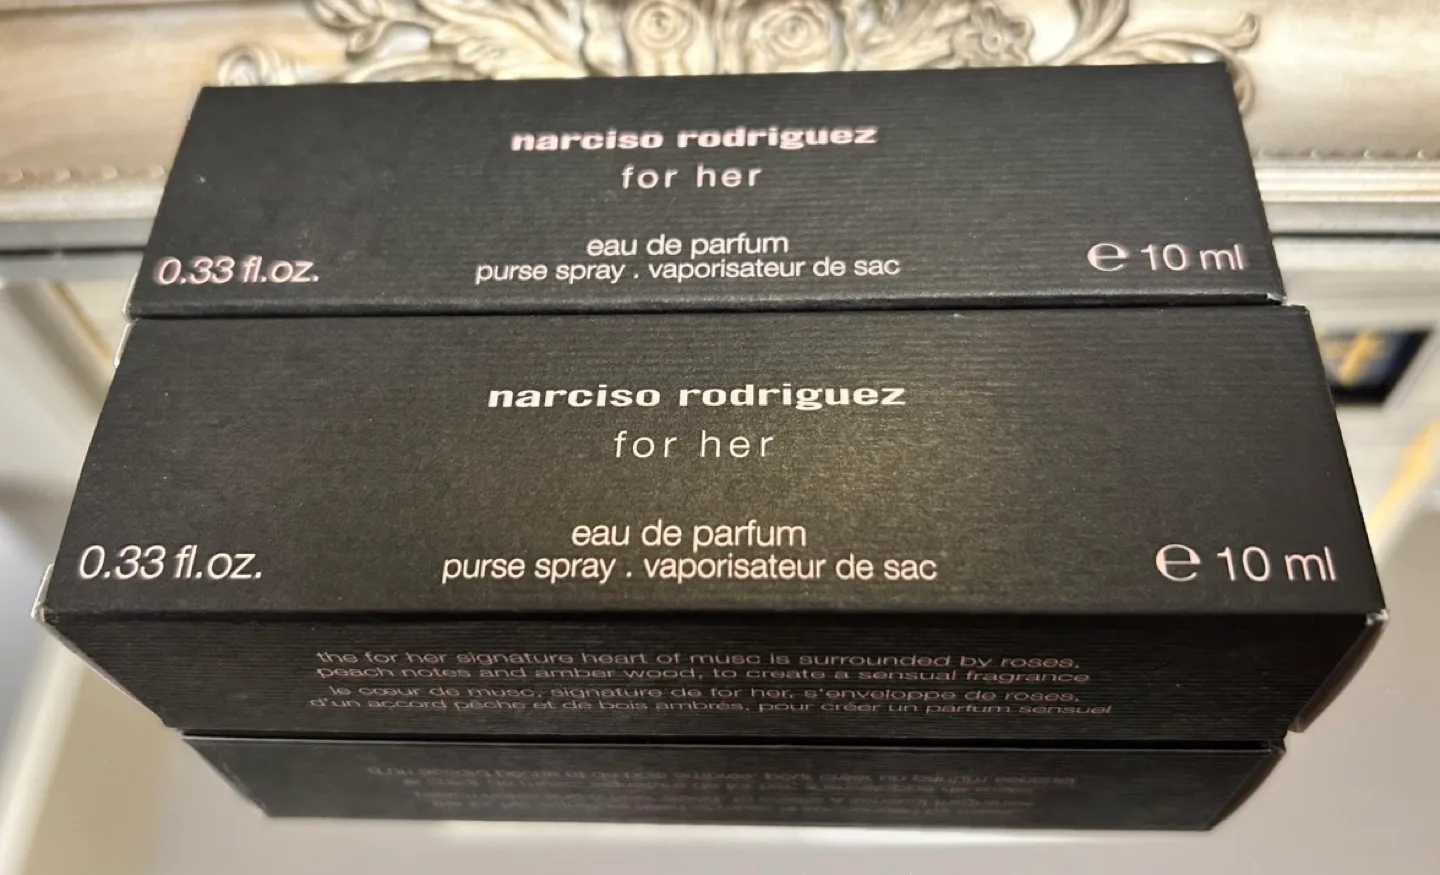 narciso rodriguez
for her
eau de parfum
0.33 fl.oz.
purse spray . vaporisateur de sac
℮ 10 ml
narciso rodriguez
for her
eau de parfum
0.33 fl.oz.
purse spray . vaporisateur de sac
℮ 10 ml
the for her signature heart of musc is surrounded by roses,
peach notes and amber wood, to create a sensual fragrance
le cœur de musc, signature de for her, s'enveloppe de roses,
d'un accord pêche et de bois ambrés, pour créer un parfum sensuel